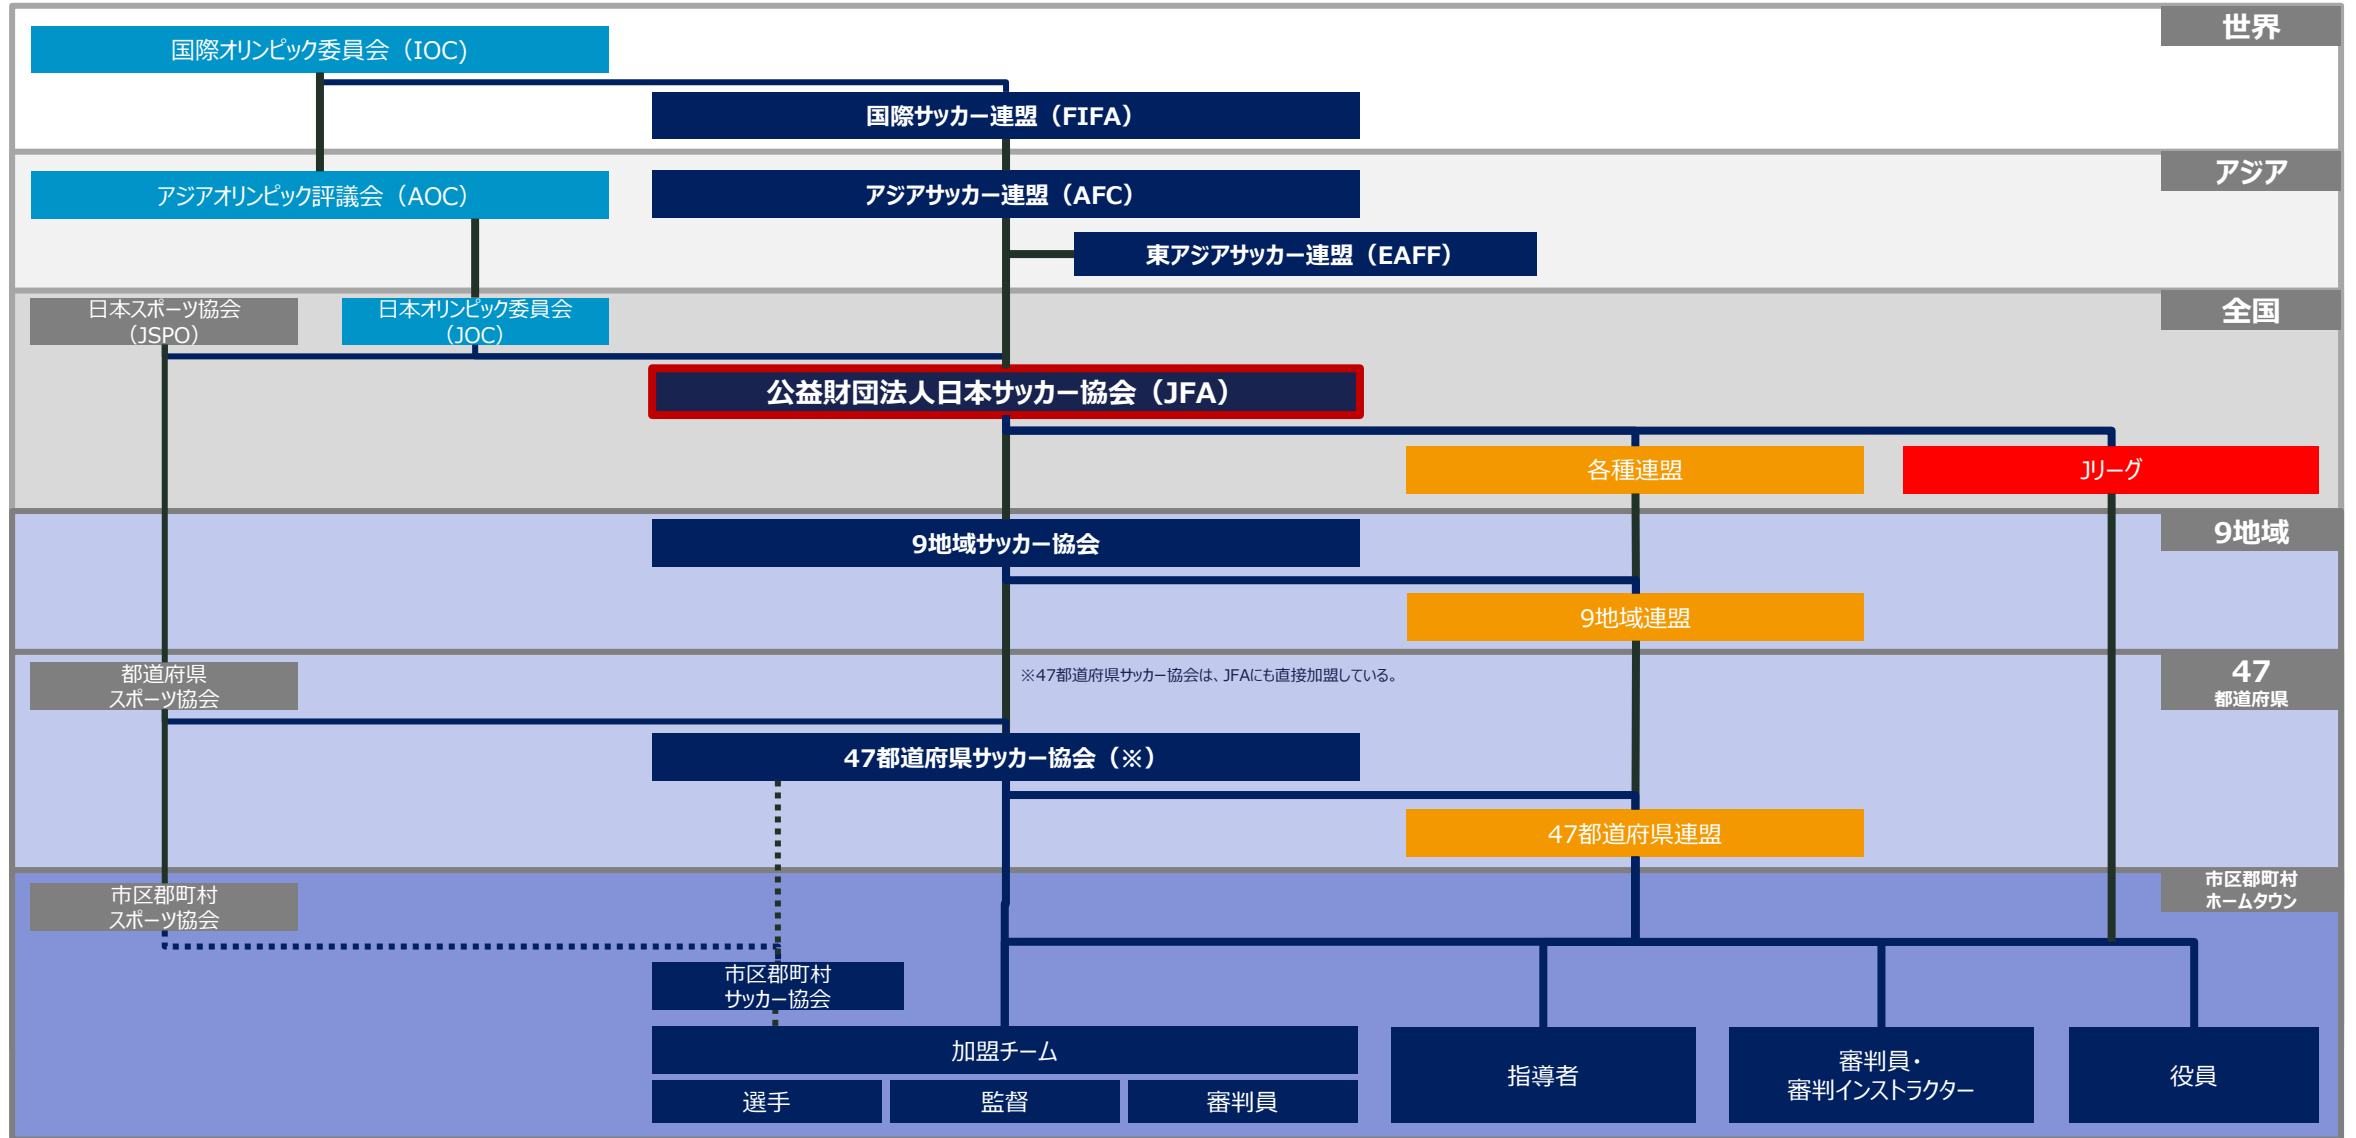 世界
国際オリンピック委員会（IOC)
国際サッカー連盟（FIFA）
アジア
アジアオリンピック評議会（AOC）
アジアサッカー連盟（AFC）
東アジアサッカー連盟（EAFF）
全国
日本スポーツ協会
（JSPO）
日本オリンピック委員会
（JOC）
公益財団法人日本サッカー協会（JFA）
各種連盟
Jリーグ
9地域
9地域サッカー協会
9地域連盟
47
都道府県
都道府県
スポーツ協会
※47都道府県サッカー協会は、JFAにも直接加盟している。
47都道府県サッカー協会（※）
47都道府県連盟
市区郡町村
ホームタウン
市区郡町村
スポーツ協会
市区郡町村
サッカー協会
加盟チーム
選手
監督
審判員
指導者
審判員・
審判インストラクター
役員